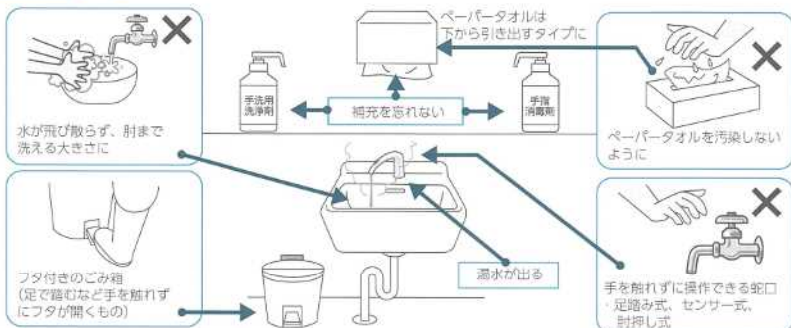 ペーパータオルは
下から引き出すタイプに
手洗用
洗浄剤
補充を忘れない
手指
消毒剤
水が飛び散らず、肘まで
洗える大きさに
ペーパータオルを汚染しない
ように
フタ付きのごみ箱
(足で踏むなど手を触れず
にフタが開くもの)
温水が出る
手を触れずに操作できる蛇口
・足踏み式、センサー式、
肘押し式